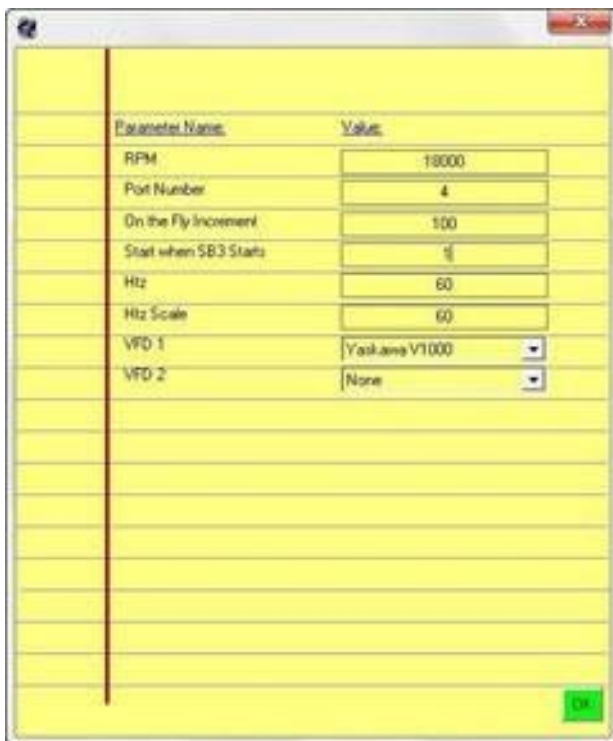 Parameter Name: Value:
RPM 18000
Port Number 4
On the Fly Increment 100
Start when SB3 Starts 1
Htz 60
Htz Scale 60
VFD 1 Yaskawa V1000
VFD 2 None
OK